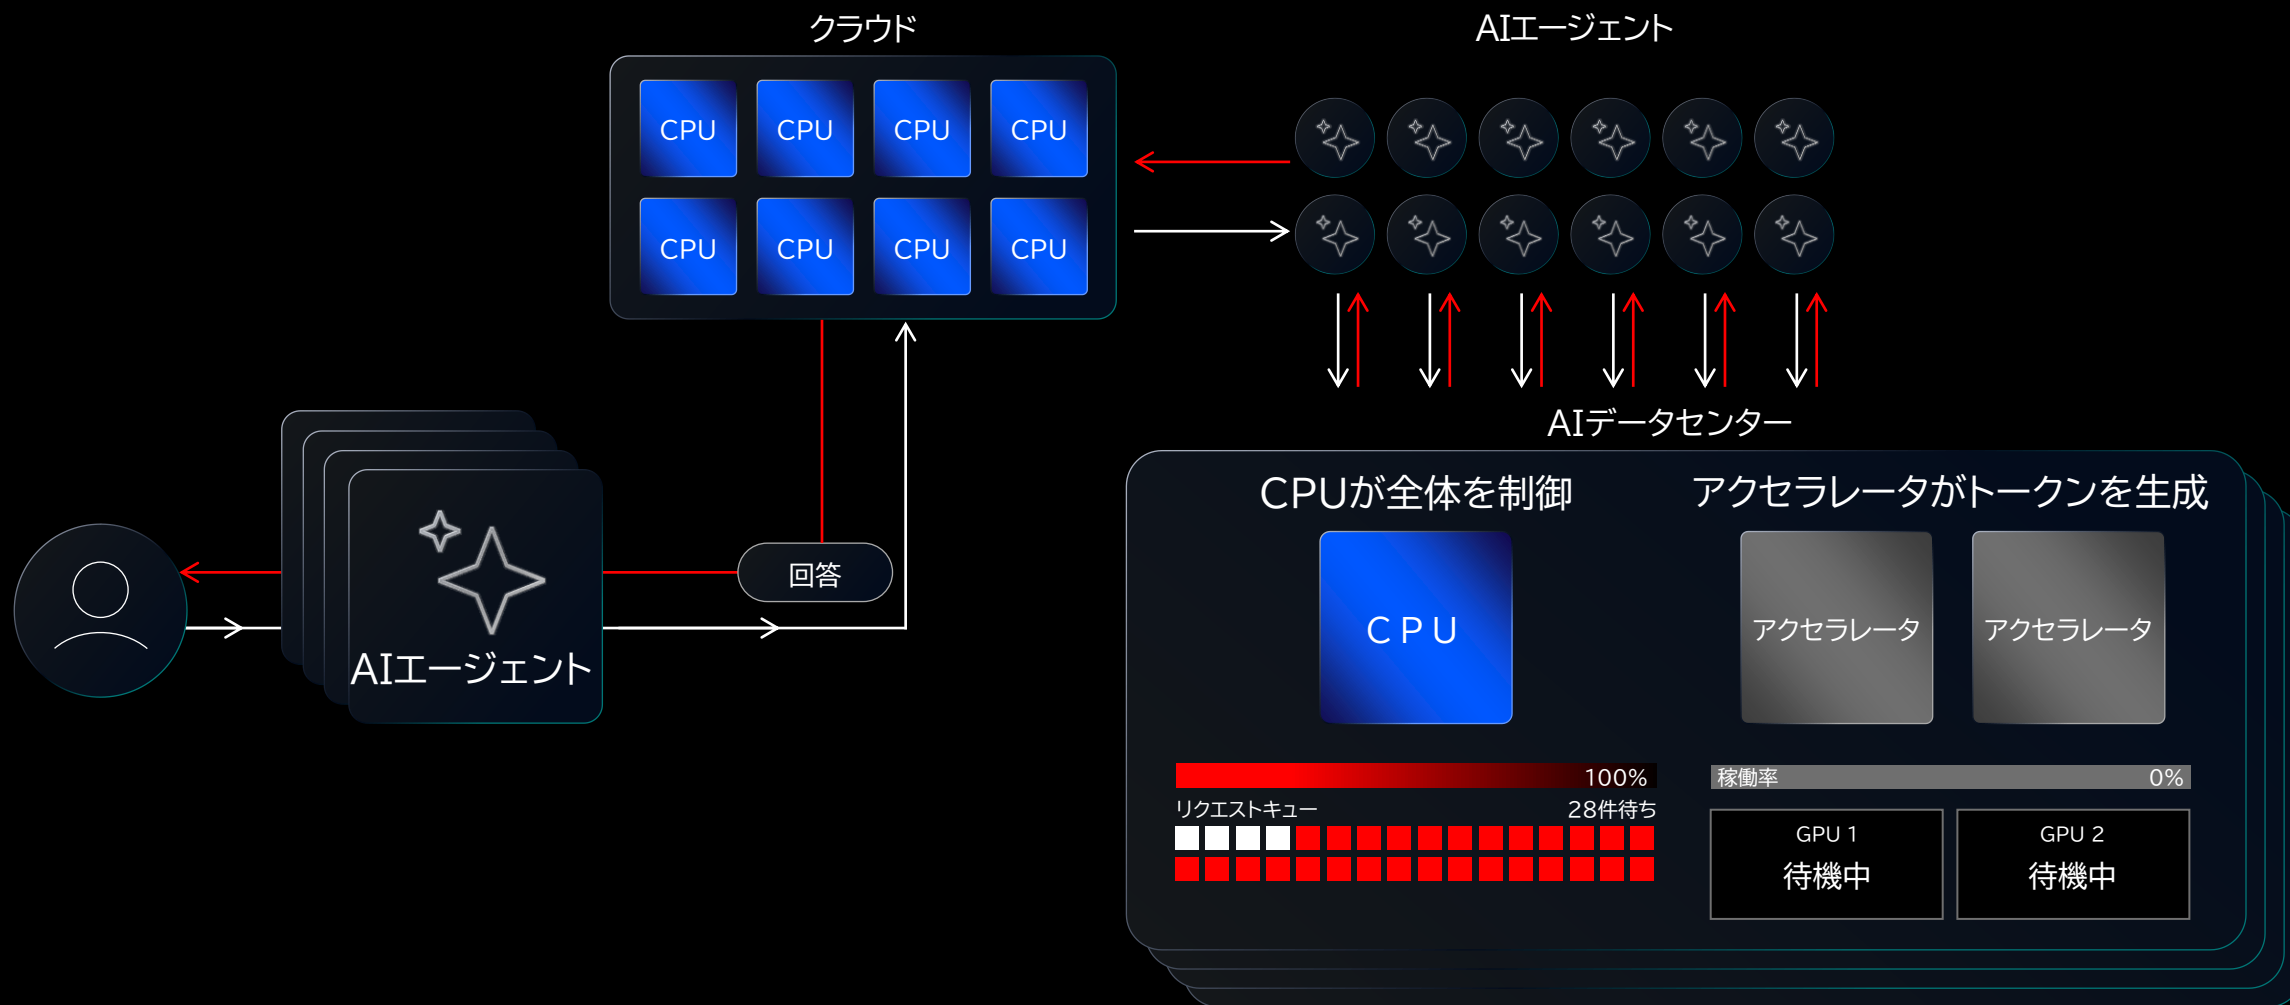 クラウド
AIエージェント
CPU
CPU
CPU
CPU
CPU
CPU
CPU
CPU
AIエージェント
回答
AIデータセンター
CPUが全体を制御
アクセラレータがトークンを生成
CPU
アクセラレータ
アクセラレータ
100%
リクエストキュー
28件待ち
稼働率
0%
GPU 1
待機中
GPU 2
待機中